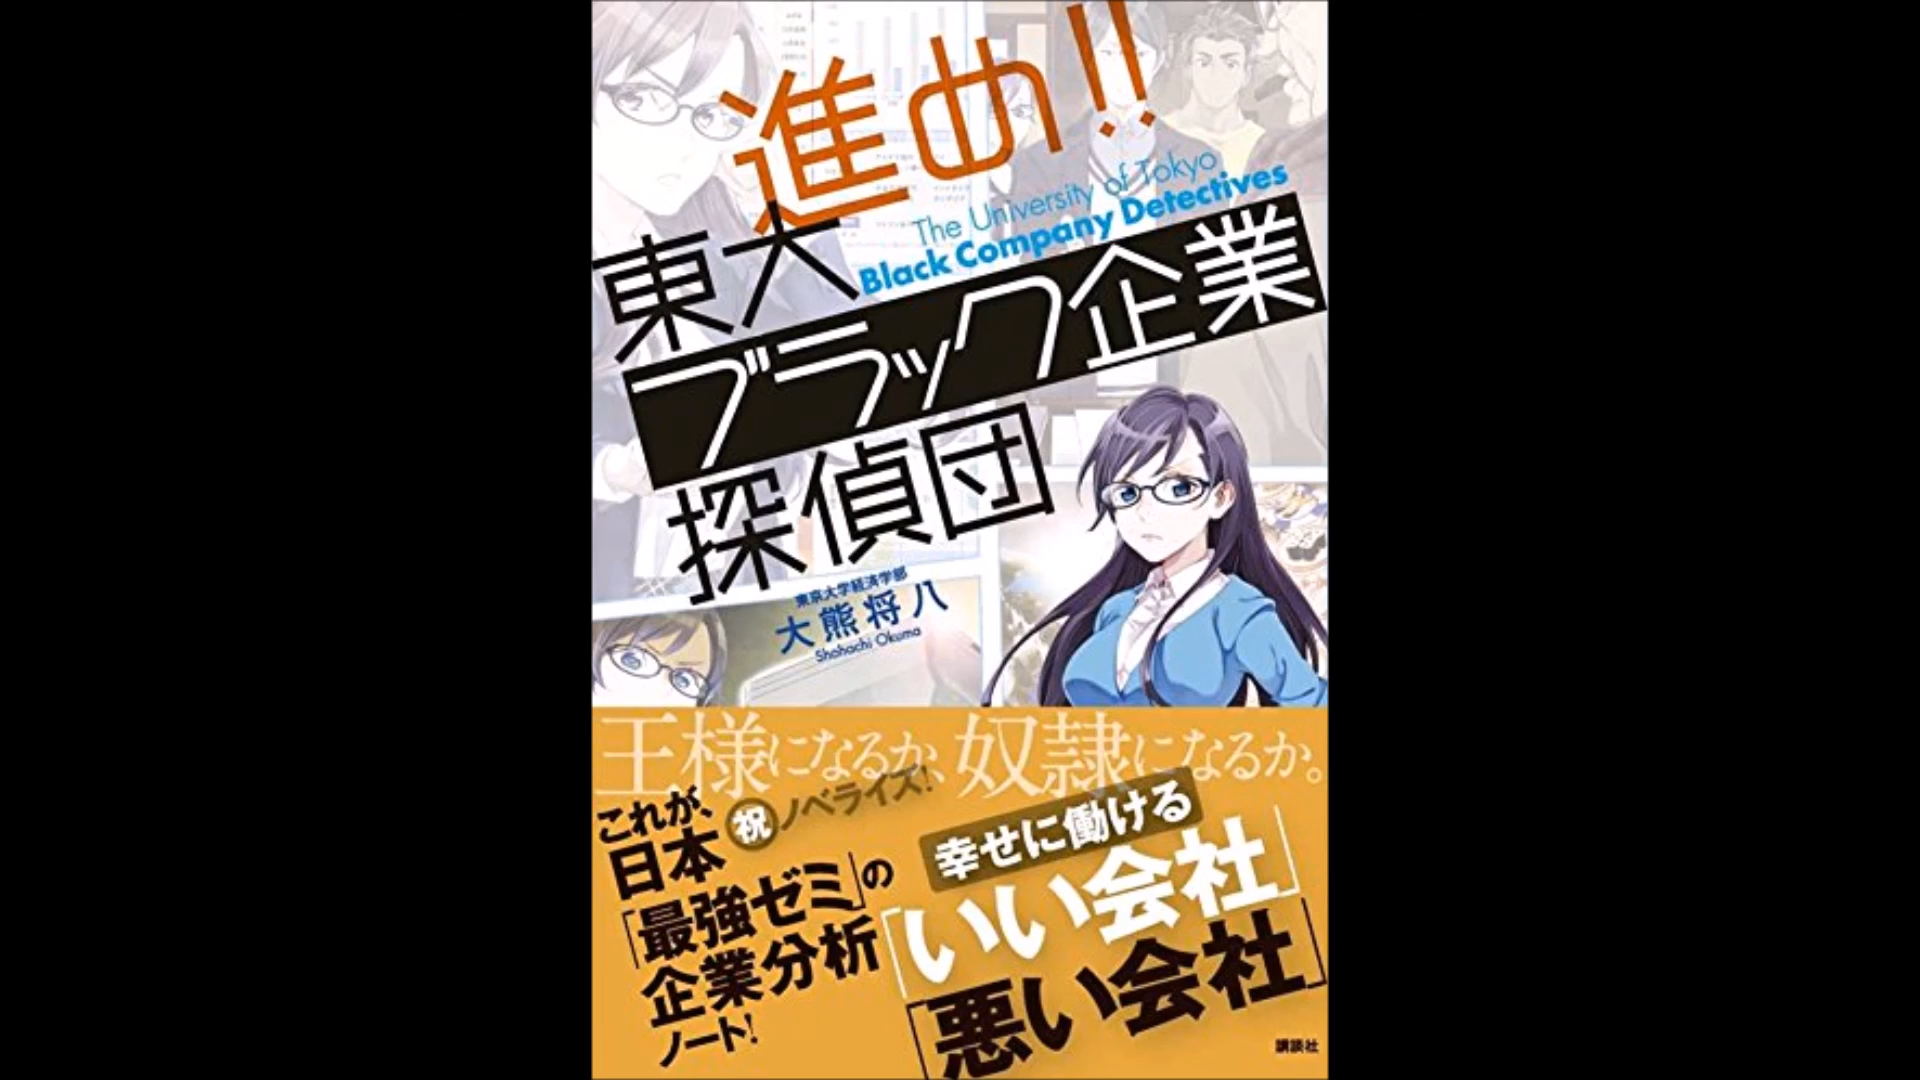 進め!!
The University of Tokyo
Black Company Detectives
東大
ブラック企業
探偵団
東京大学経済学部
大熊将八
Shohachi Okuma
王様になるか、奴隷になるか。
祝ノベライズ!
これが、
日本
「最強ゼミ」の
企業分析
ノート!
幸せに働ける
「いい会社」
「悪い会社」
講談社